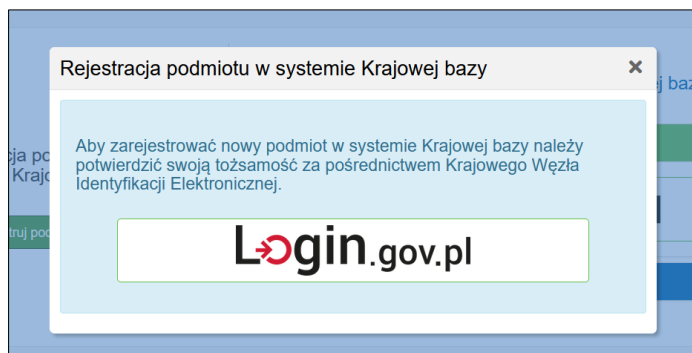 Rejestracja podmiotu w systemie Krajowej bazy
×
j baz
Aby zarejestrować nowy podmiot w systemie Krajowej bazy należy
potwierdzić swoją tożsamość za pośrednictwem Krajowego Węzła
Identyfikacji Elektronicznej.
Login.gov.pl